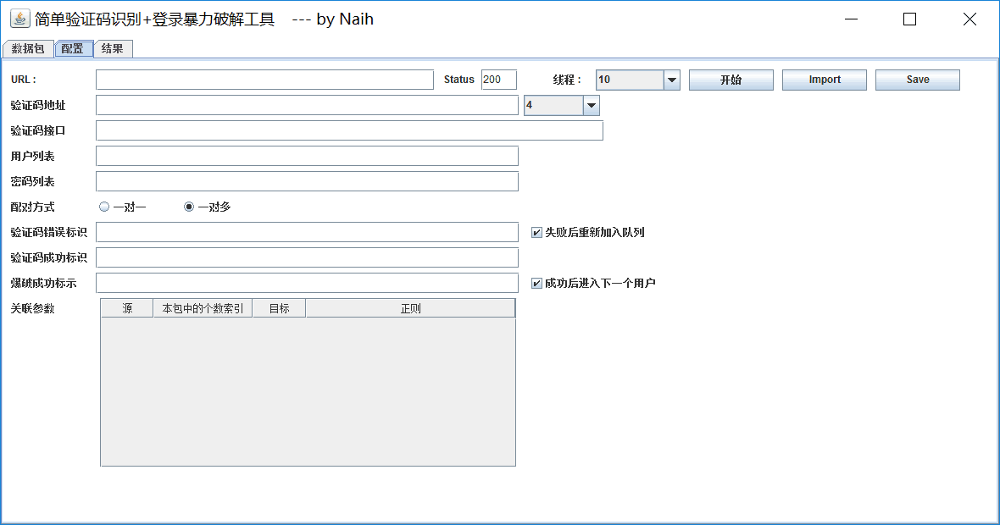 简单验证码识别+登录暴力破解工具 --- by Naih
数据包 配置 结果
URL : Status 200 线程 : 10 开始 Import Save
验证码地址 4
验证码接口
用户列表
密码列表
配对方式 一对一 一对多
验证码错误标识 失败后重新加入队列
验证码成功标识
爆破成功标示 成功后进入下一个用户
关联参数 源 本包中的个数索引 目标 正则